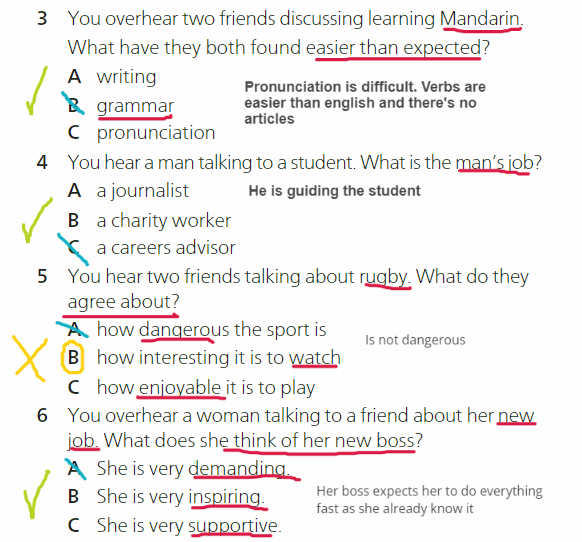 3 You overhear two friends discussing learning Mandarin.
What have they both found easier than expected?
A writing
B grammar
C pronunciation
Pronunciation is difficult. Verbs are
easier than english and there's no
articles
4 You hear a man talking to a student. What is the man's job?
A a journalist
B a charity worker
C a careers advisor
He is guiding the student
5 You hear two friends talking about rugby. What do they
agree about?
A how dangerous the sport is
B how interesting it is to watch
C how enjoyable it is to play
Is not dangerous
6 You overhear a woman talking to a friend about her new
job. What does she think of her new boss?
A She is very demanding.
B She is very inspiring.
C She is very supportive.
Her boss expects her to do everything
fast as she already know it